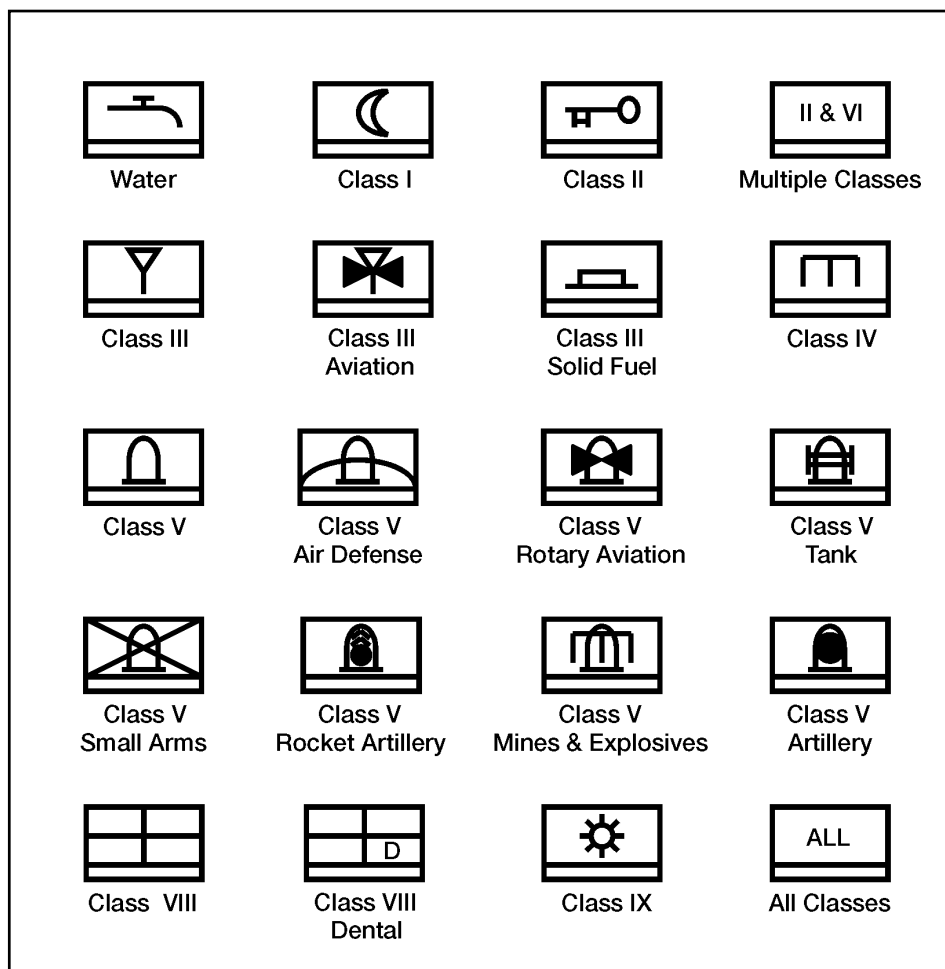 II & VI
Water
Class I
Class II
Multiple Classes
Class III
Class III
Aviation
Class III
Solid Fuel
Class IV
Class V
Class V
Air Defense
Class V
Rotary Aviation
Class V
Tank
Class V
Small Arms
Class V
Rocket Artillery
Class V
Mines & Explosives
Class V
Artillery
D
ALL
Class VIII
Class VIII
Dental
Class IX
All Classes